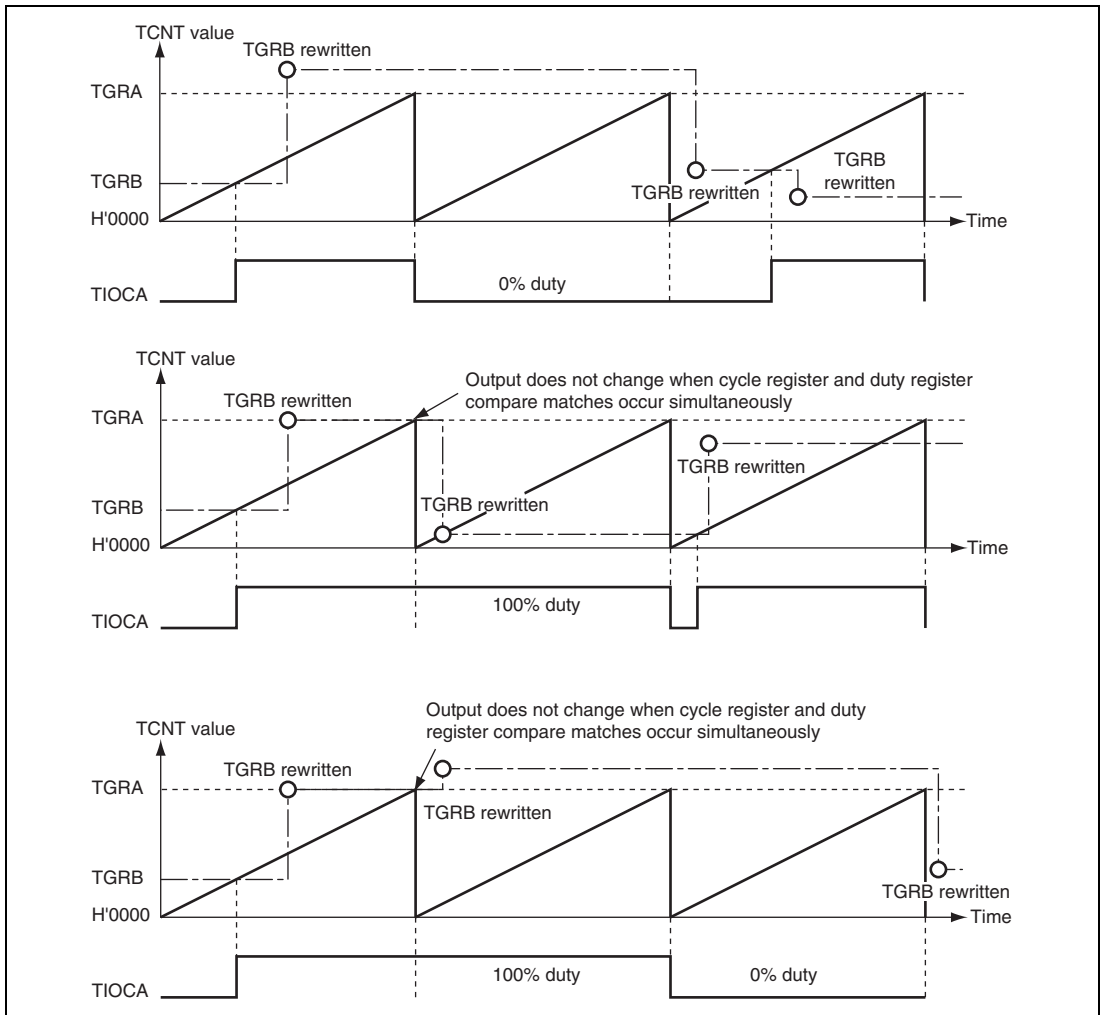 TCNT value
TGRB rewritten
TGRA
TGRB
rewritten
TGRB
TGRB rewritten
H'0000
Time
0% duty
TIOCA
TCNT value
Output does not change when cycle register and duty register
compare matches occur simultaneously
TGRB rewritten
TGRA
TGRB rewritten
TGRB
TGRB rewritten
H'0000
Time
100% duty
TIOCA
Output does not change when cycle register and duty
register compare matches occur simultaneously
TCNT value
TGRB rewritten
TGRA
TGRB rewritten
TGRB
TGRB rewritten
H'0000
Time
100% duty
0% duty
TIOCA